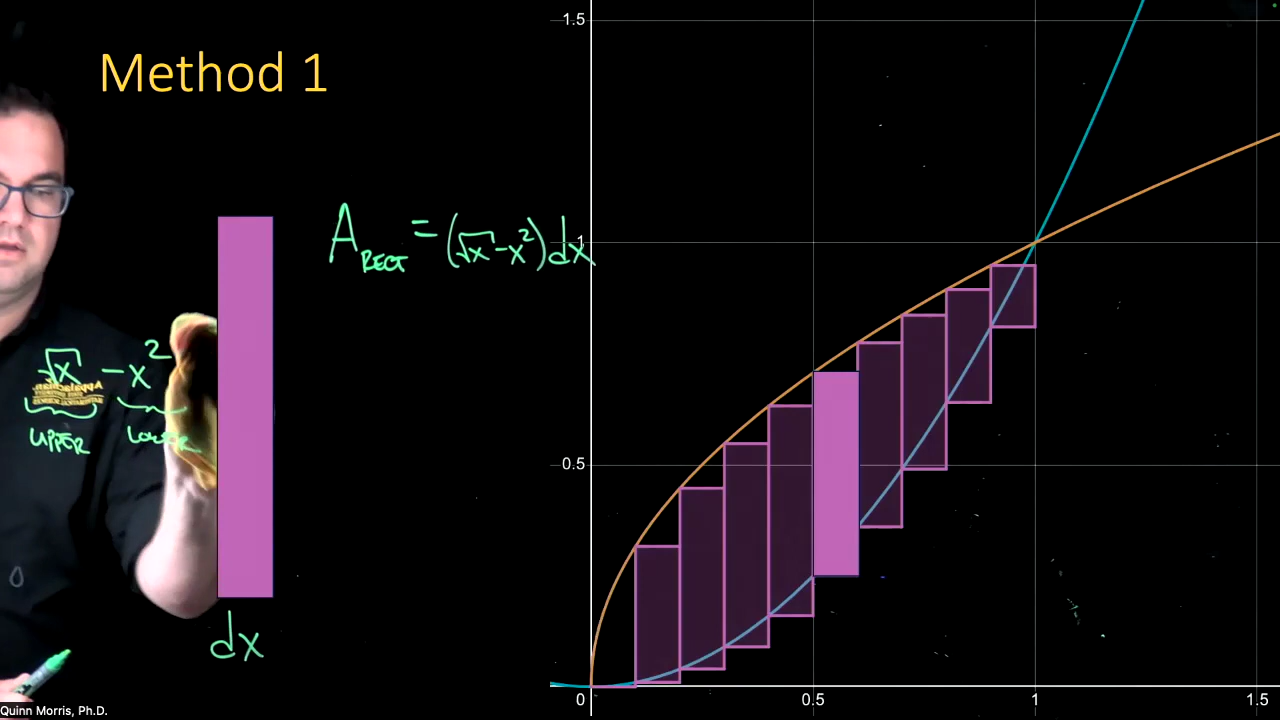 Method 1
A_RECT = (√x - x²)dx
√x - x²
UPPER LOWER
dx
1.5
1
0.5
0 0.5 1 1.5
Quinn Morris, Ph.D.